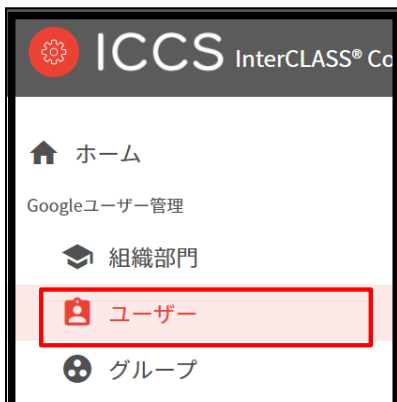 ICCS InterCLASS® Co
ホーム
Googleユーザー管理
組織部門
ユーザー
グループ